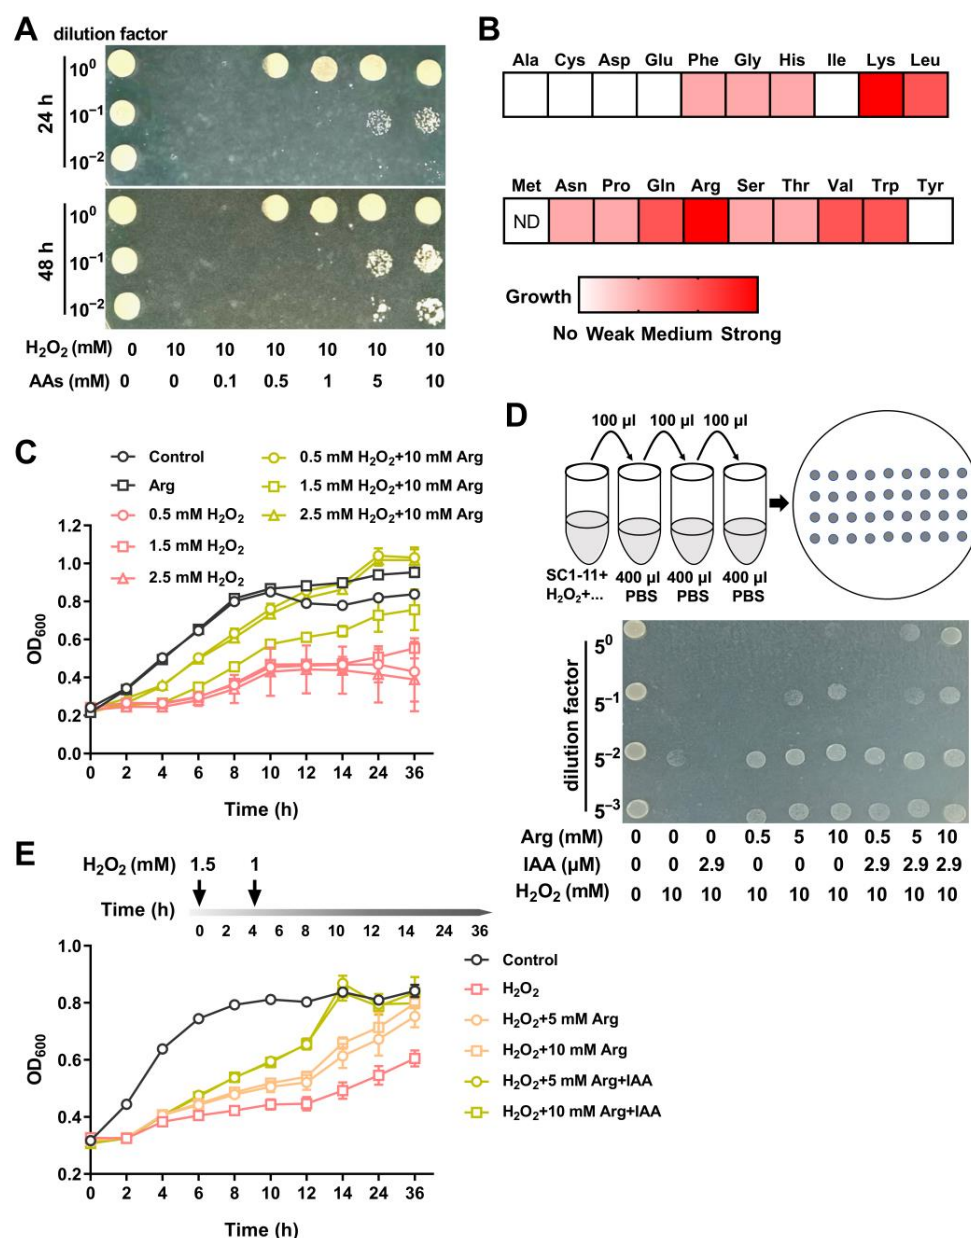 A
dilution factor
24 h
10⁰
10⁻¹
10⁻²
48 h
10⁰
10⁻¹
10⁻²
H₂O₂ (mM) 0 10 10 10 10 10 10
AAs (mM) 0 0 0.1 0.5 1 5 10
B
Ala Cys Asp Glu Phe Gly His Ile Lys Leu
Met Asn Pro Gln Arg Ser Thr Val Trp Tyr
ND
Growth
No Weak Medium Strong
C
Control
Arg
0.5 mM H₂O₂
1.5 mM H₂O₂
2.5 mM H₂O₂
0.5 mM H₂O₂+10 mM Arg
1.5 mM H₂O₂+10 mM Arg
2.5 mM H₂O₂+10 mM Arg
OD₆₀₀
1.2
1.0
0.8
0.6
0.4
0.2
0.0
0 2 4 6 8 10 12 14 24 36
Time (h)
D
100 µl 100 µl 100 µl
SC1-11+
H₂O₂+...
400 µl
PBS
400 µl
PBS
400 µl
PBS
dilution factor
5⁰
5⁻¹
5⁻²
5⁻³
Arg (mM) 0 0 0 0.5 5 10 0.5 5 10
IAA (µM) 0 0 2.9 0 0 0 2.9 2.9 2.9
H₂O₂ (mM) 0 10 10 10 10 10 10 10 10
E
H₂O₂ (mM) 1.5 1
Time (h)
0 2 4 6 8 10 12 14 24 36
Control
H₂O₂
H₂O₂+5 mM Arg
H₂O₂+10 mM Arg
H₂O₂+5 mM Arg+IAA
H₂O₂+10 mM Arg+IAA
OD₆₀₀
1.0
0.8
0.6
0.4
0.2
0 2 4 6 8 10 12 14 24 36
Time (h)